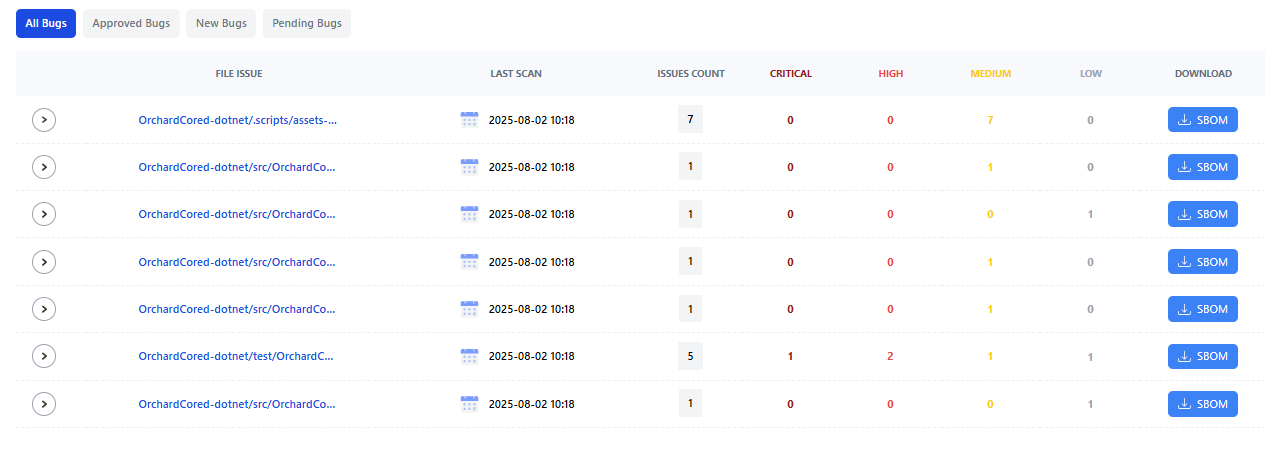 All Bugs Approved Bugs New Bugs Pending Bugs
FILE ISSUE LAST SCAN ISSUES COUNT CRITICAL HIGH MEDIUM LOW DOWNLOAD
OrchardCored-dotnet/.scripts/assets-... 2025-08-02 10:18 7 0 0 7 0 SBOM
OrchardCored-dotnet/src/OrchardCo... 2025-08-02 10:18 1 0 0 1 0 SBOM
OrchardCored-dotnet/src/OrchardCo... 2025-08-02 10:18 1 0 0 0 1 SBOM
OrchardCored-dotnet/src/OrchardCo... 2025-08-02 10:18 1 0 0 1 0 SBOM
OrchardCored-dotnet/src/OrchardCo... 2025-08-02 10:18 1 0 0 1 0 SBOM
OrchardCored-dotnet/test/OrchardC... 2025-08-02 10:18 5 1 2 1 1 SBOM
OrchardCored-dotnet/src/OrchardCo... 2025-08-02 10:18 1 0 0 0 1 SBOM